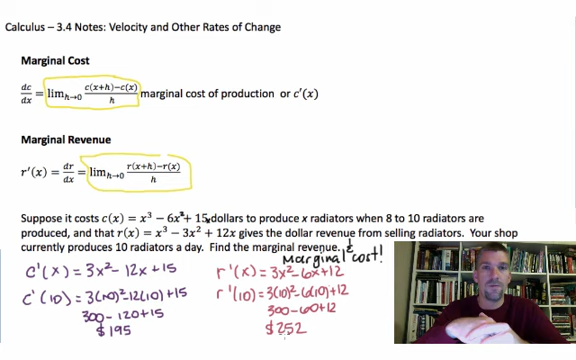 Calculus – 3.4 Notes: Velocity and Other Rates of Change
Marginal Cost
dc/dx = lim h→0 c(x+h)−c(x)/h marginal cost of production or c′(x)
Marginal Revenue
r′(x) = dr/dx = lim h→0 r(x+h)−r(x)/h
Suppose it costs c(x) = x³ − 6x² + 15x dollars to produce x radiators when 8 to 10 radiators are
produced, and that r(x) = x³ − 3x² + 12x gives the dollar revenue from selling radiators. Your shop
currently produces 10 radiators a day. Find the marginal revenue. &
marginal cost!
C'(x) = 3x² - 12x + 15
C'(10) = 3(10)² - 12(10) + 15
300 - 120 + 15
$195
r'(x) = 3x² - 6x + 12
r'(10) = 3(10)² - 6(10) + 12
300 - 60 + 12
$252